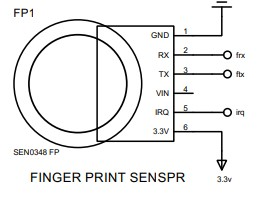 FP1
GND 1
RX 2 frx
TX 3 ftx
VIN 4
IRQ 5 irq
3.3V 6
SEN0348 FP
FINGER PRINT SENSPR
3.3v